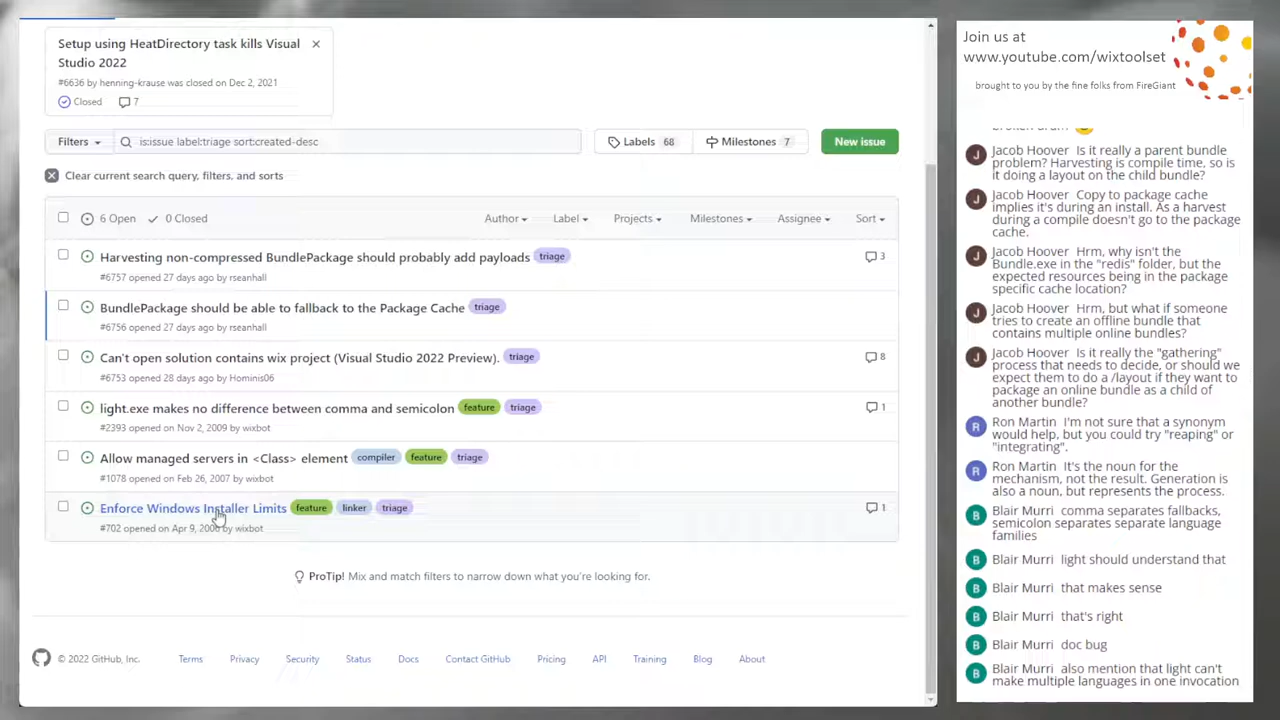 Setup using HeatDirectory task kills Visual
Studio 2022
#6636 by henning-krause was closed on Dec 2, 2021
Closed 7
Filters
is:issue label:triage sort:created-desc
Labels 68
Milestones 7
New issue
Clear current search query, filters, and sorts
6 Open 0 Closed
Author Label Projects Milestones Assignee Sort
Harvesting non-compressed BundlePackage should probably add payloads triage 3
#6757 opened 27 days ago by rseanhall
BundlePackage should be able to fallback to the Package Cache triage
#6756 opened 27 days ago by rseanhall
Can't open solution contains wix project (Visual Studio 2022 Preview). triage 8
#6753 opened 28 days ago by Hominis06
light.exe makes no difference between comma and semicolon feature triage 1
#2393 opened on Nov 2, 2009 by wixbot
Allow managed servers in <Class> element compiler feature triage
#1078 opened on Feb 26, 2007 by wixbot
Enforce Windows Installer Limits feature linker triage 1
#702 opened on Apr 9, 2006 by wixbot
ProTip! Mix and match filters to narrow down what you're looking for.
© 2022 GitHub, Inc. Terms Privacy Security Status Docs Contact GitHub Pricing API Training Blog About
Join us at
www.youtube.com/wixtoolset
brought to you by the fine folks from FireGiant
J Jacob Hoover Is it really a parent bundle
problem? Harvesting is compile time, so is
it doing a layout on the child bundle?
J Jacob Hoover Copy to package cache
implies it's during an install. As a harvest
during a compile doesn't go to the package
cache.
J Jacob Hoover Hrm, why isn't the
Bundle.exe in the "redis" folder, but the
expected resources being in the package
specific cache location?
J Jacob Hoover Hrm, but what if someone
tries to create an offline bundle that
contains multiple online bundles?
J Jacob Hoover Is it really the "gathering"
process that needs to decide, or should we
expect them to do a /layout if they want to
package an online bundle as a child of
another bundle?
R Ron Martin I'm not sure that a synonym
would help, but you could try "reaping" or
"integrating".
R Ron Martin It's the noun for the
mechanism, not the result. Generation is
also a noun, but represents the process.
B Blair Murri comma separates fallbacks,
semicolon separates separate language
families
B Blair Murri light should understand that
B Blair Murri that makes sense
B Blair Murri that's right
B Blair Murri doc bug
B Blair Murri also mention that light can't
make multiple languages in one invocation